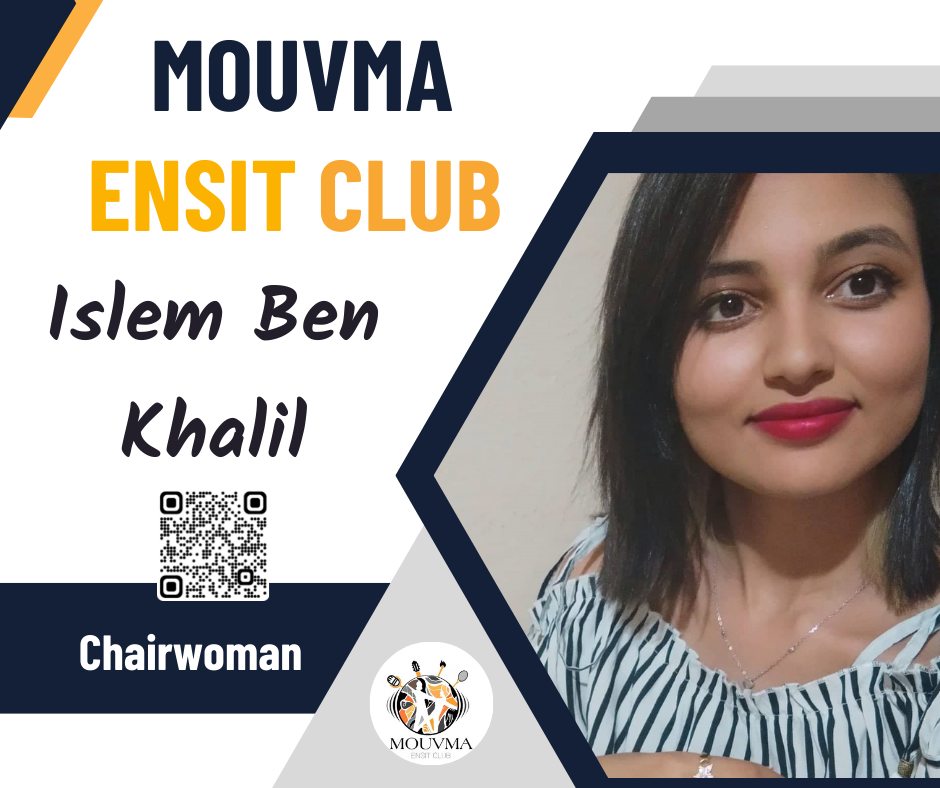 MOUVMA
ENSIT CLUB
Islem Ben
Khalil
Chairwoman
MOUVMA
ENSIT CLUB